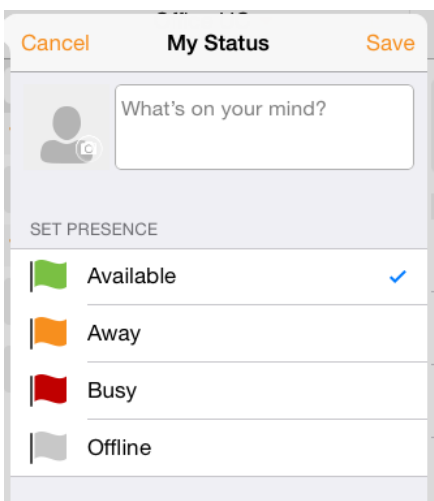 Cancel My Status Save
What's on your mind?
SET PRESENCE
Available
Away
Busy
Offline